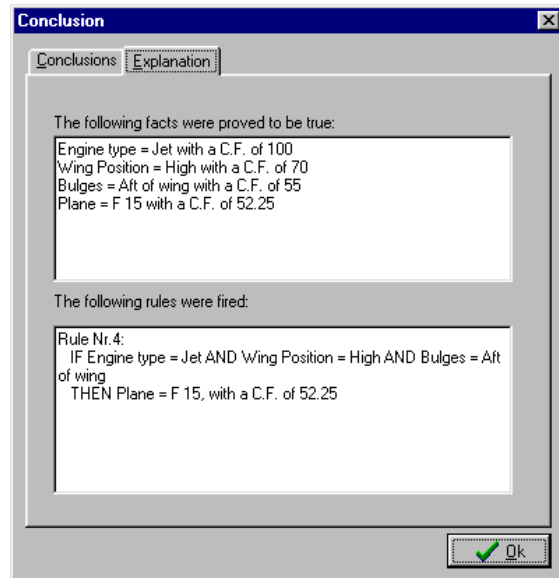 Conclusion
Conclusions Explanation
The following facts were proved to be true:
Engine type = Jet with a C.F. of 100
Wing Position = High with a C.F. of 70
Bulges = Aft of wing with a C.F. of 55
Plane = F 15 with a C.F. of 52.25
The following rules were fired:
Rule Nr.4:
IF Engine type = Jet AND Wing Position = High AND Bulges = Aft
of wing
THEN Plane = F 15, with a C.F. of 52.25
Ok